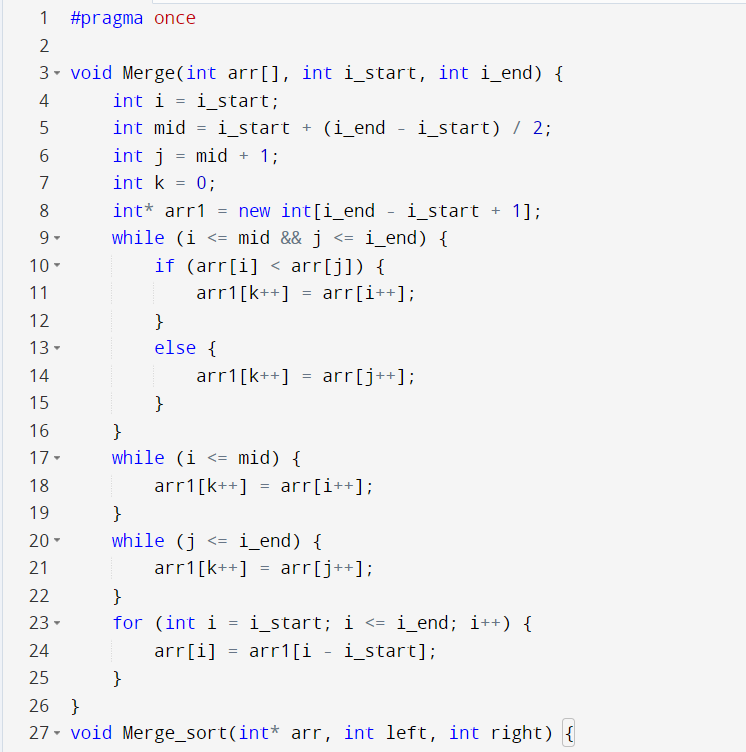 1 #pragma once
2
3 void Merge(int arr[], int i_start, int i_end) {
4     int i = i_start;
5     int mid = i_start + (i_end - i_start) / 2;
6     int j = mid + 1;
7     int k = 0;
8     int* arr1 = new int[i_end - i_start + 1];
9     while (i <= mid && j <= i_end) {
10         if (arr[i] < arr[j]) {
11             arr1[k++] = arr[i++];
12         }
13         else {
14             arr1[k++] = arr[j++];
15         }
16     }
17     while (i <= mid) {
18         arr1[k++] = arr[i++];
19     }
20     while (j <= i_end) {
21         arr1[k++] = arr[j++];
22     }
23     for (int i = i_start; i <= i_end; i++) {
24         arr[i] = arr1[i - i_start];
25     }
26 }
27 void Merge_sort(int* arr, int left, int right) {